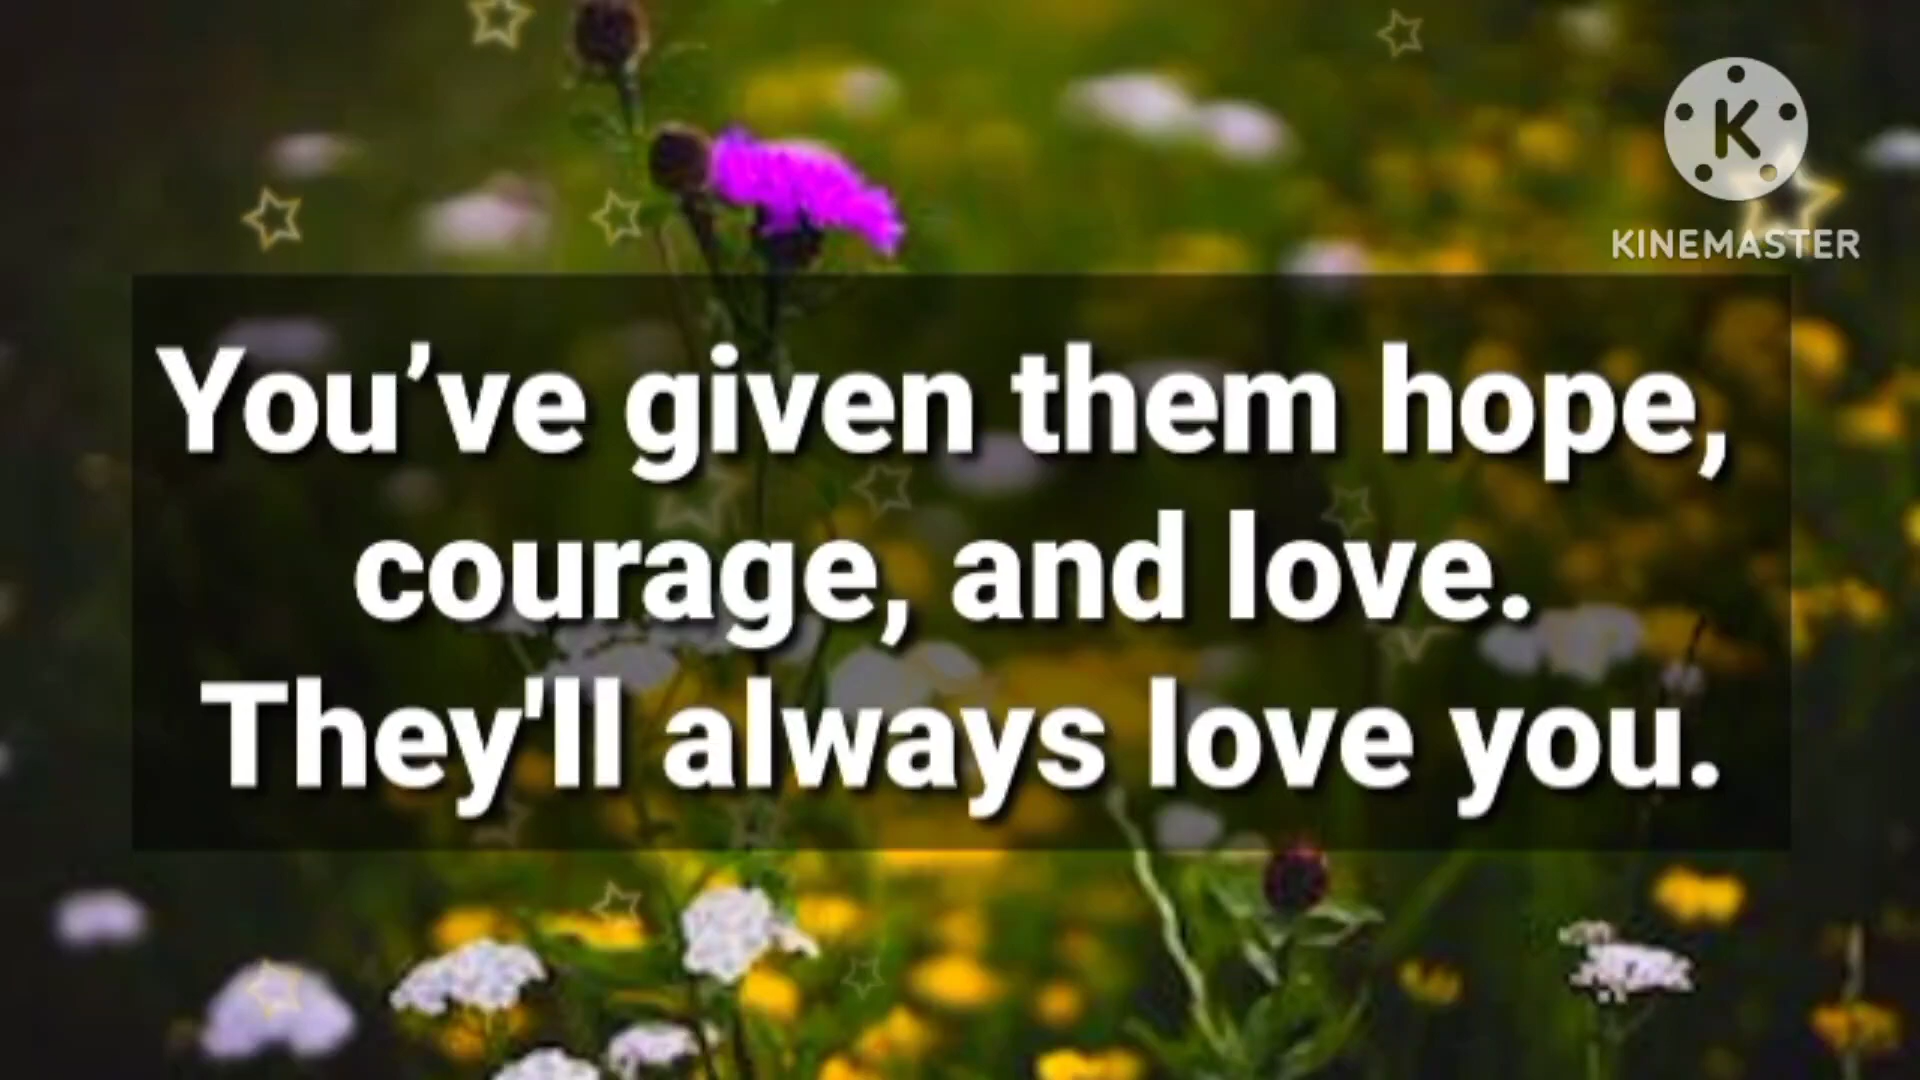 K
KINEMASTER
You’ve given them hope,
courage, and love.
They'll always love you.